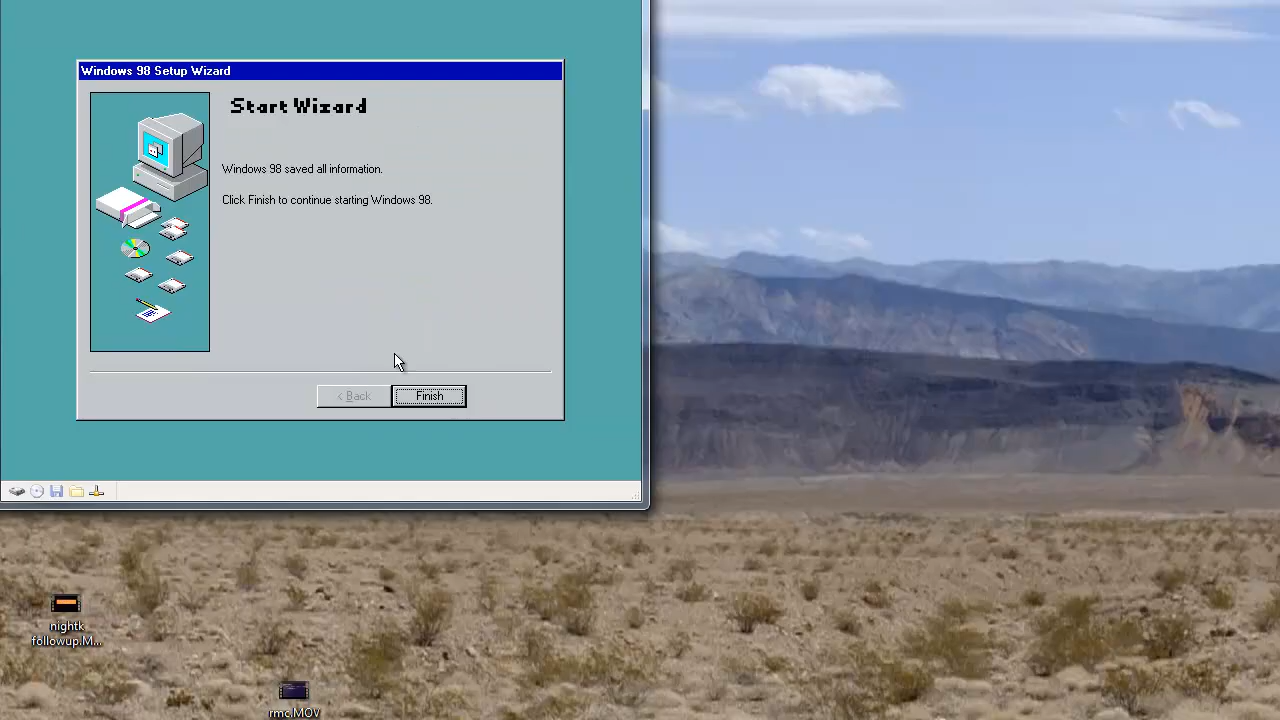 Windows 98 Setup Wizard
Start Wizard
Windows 98 saved all information.
Click Finish to continue starting Windows 98.
< Back
Finish
nightk
followup.M...
rmc.MOV